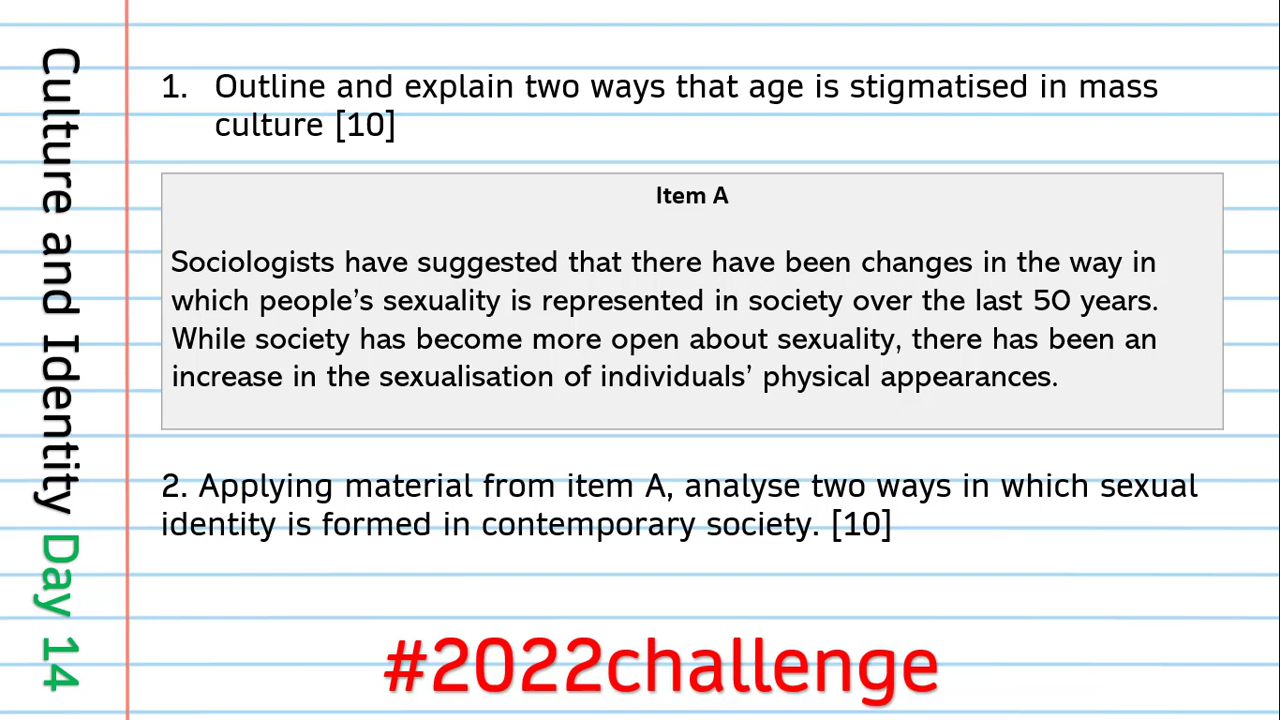 Culture and Identity Day 14
1. Outline and explain two ways that age is stigmatised in mass
culture [10]
Item A
Sociologists have suggested that there have been changes in the way in
which people's sexuality is represented in society over the last 50 years.
While society has become more open about sexuality, there has been an
increase in the sexualisation of individuals' physical appearances.
2. Applying material from item A, analyse two ways in which sexual
identity is formed in contemporary society. [10]
#2022challenge